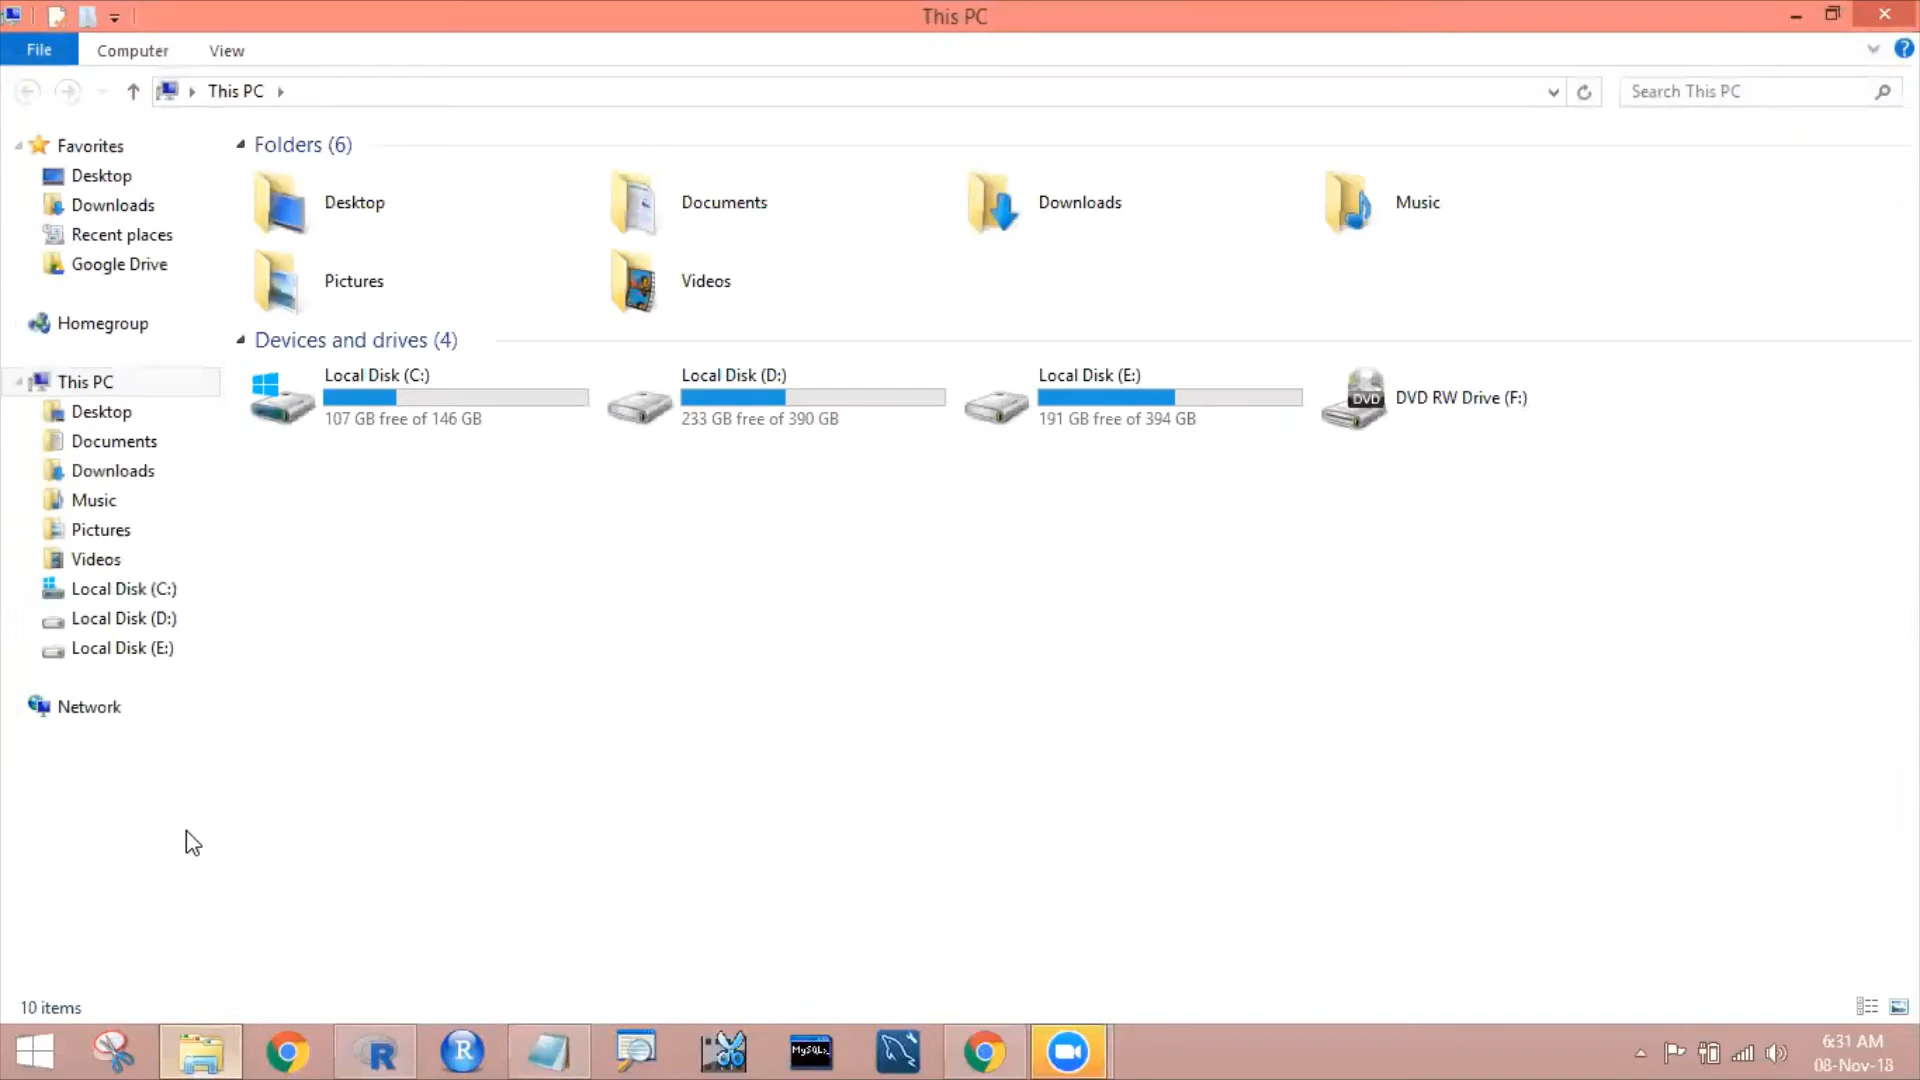 This PC
File Computer View
This PC
Search This PC
Favorites
Desktop
Downloads
Recent places
Google Drive
Homegroup
This PC
Desktop
Documents
Downloads
Music
Pictures
Videos
Local Disk (C:)
Local Disk (D:)
Local Disk (E:)
Network
Folders (6)
Desktop
Documents
Downloads
Music
Pictures
Videos
Devices and drives (4)
Local Disk (C:)
107 GB free of 146 GB
Local Disk (D:)
233 GB free of 390 GB
Local Disk (E:)
191 GB free of 394 GB
DVD
DVD RW Drive (F:)
10 items
R
R
MySQL>_
6:31 AM
08-Nov-18